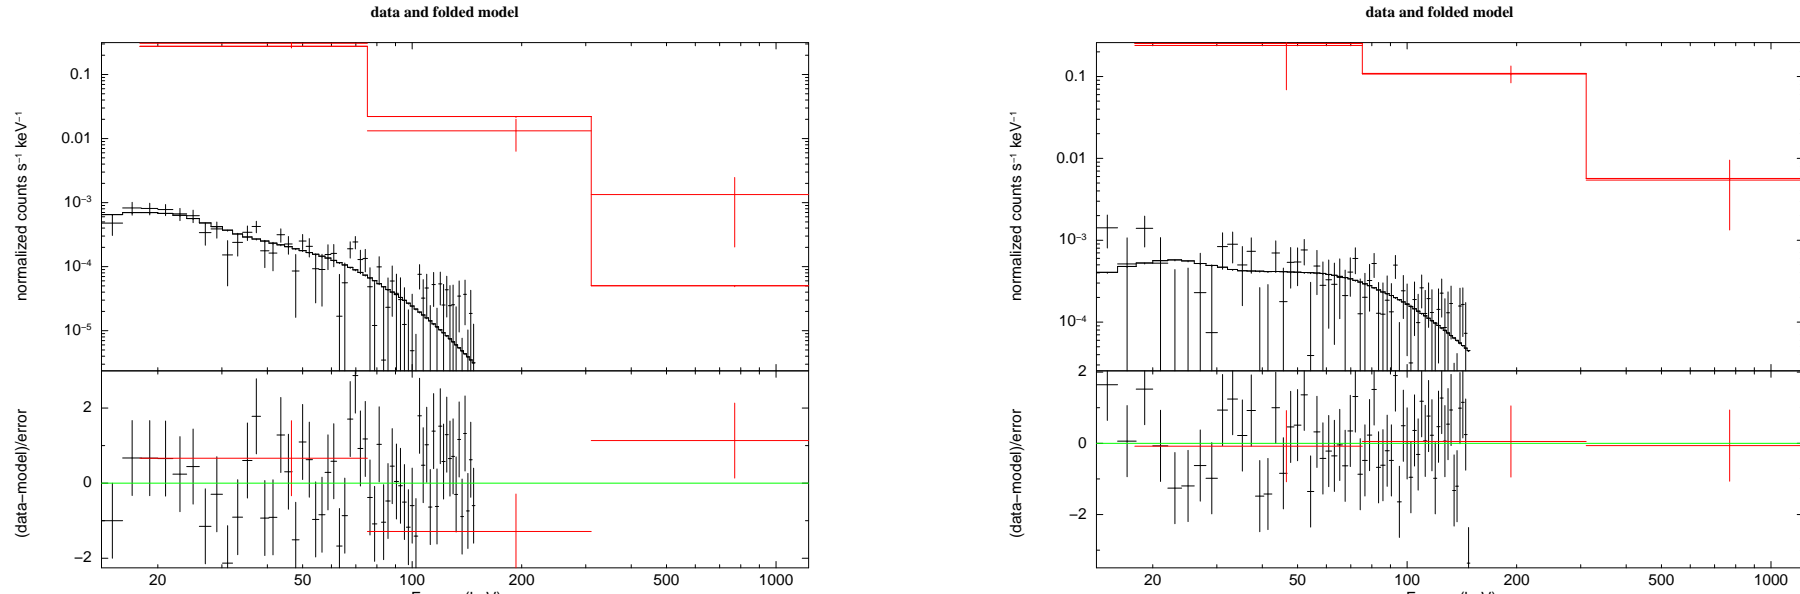 data and folded model
normalized counts s⁻¹ keV⁻¹
0.1
0.01
10⁻³
10⁻⁴
10⁻⁵
(data−model)/error
2
0
−2
20 50 100 200 500 1000
data and folded model
normalized counts s⁻¹ keV⁻¹
0.1
0.01
10⁻³
10⁻⁴
(data−model)/error
2
0
−2
20 50 100 200 500 1000